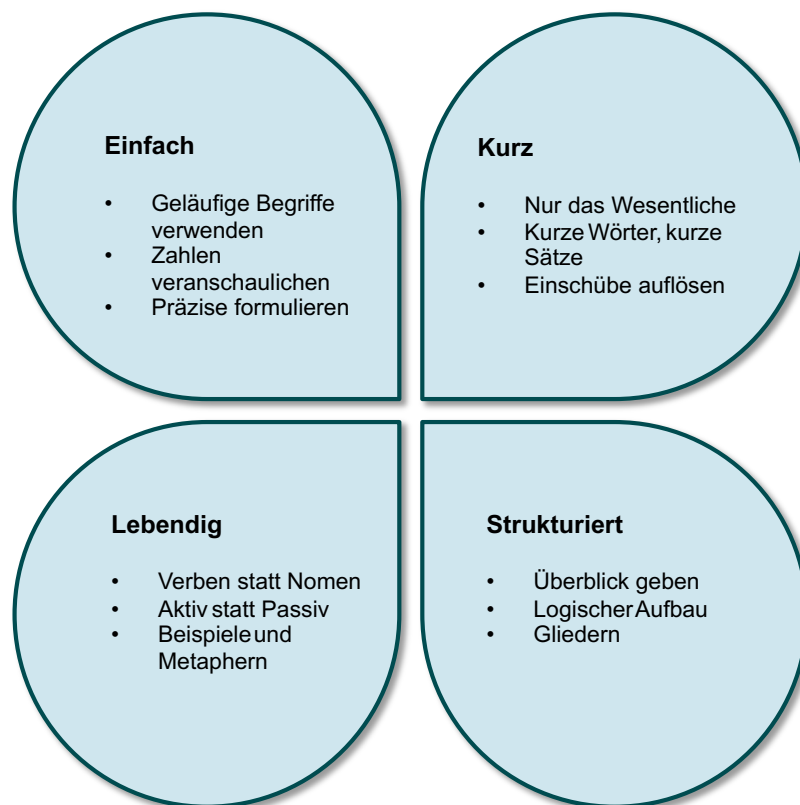 Einfach
• Geläufige Begriffe
verwenden
• Zahlen
veranschaulichen
• Präzise formulieren
Kurz
• Nur das Wesentliche
• Kurze Wörter, kurze
Sätze
• Einschübe auflösen
Lebendig
• Verben statt Nomen
• Aktiv statt Passiv
• Beispiele und
Metaphern
Strukturiert
• Überblick geben
• Logischer Aufbau
• Gliedern